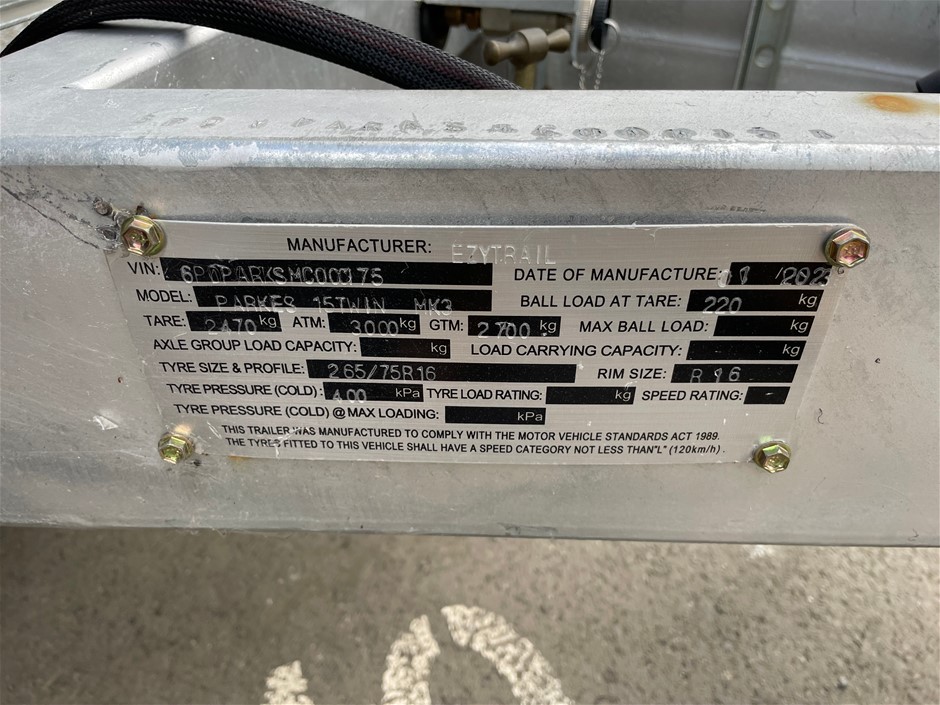 MANUFACTURER: EZYTRAIL
VIN: DATE OF MANUFACTURE:
MODEL: PARKES 15TWIN MK3 BALL LOAD AT TARE: 220 kg
TARE: 2470 kg ATM: 3000 kg GTM: 2700 kg MAX BALL LOAD: kg
AXLE GROUP LOAD CAPACITY: kg LOAD CARRYING CAPACITY: kg
TYRE SIZE & PROFILE: 265/75R16 RIM SIZE: R 16
TYRE PRESSURE (COLD): 400 kPa TYRE LOAD RATING: kg SPEED RATING:
TYRE PRESSURE (COLD) @ MAX LOADING: kPa
THIS TRAILER WAS MANUFACTURED TO COMPLY WITH THE MOTOR VEHICLE STANDARDS ACT 1989.
THE TYRES FITTED TO THIS VEHICLE SHALL HAVE A SPEED CATEGORY NOT LESS THAN"L" (120km/h) .